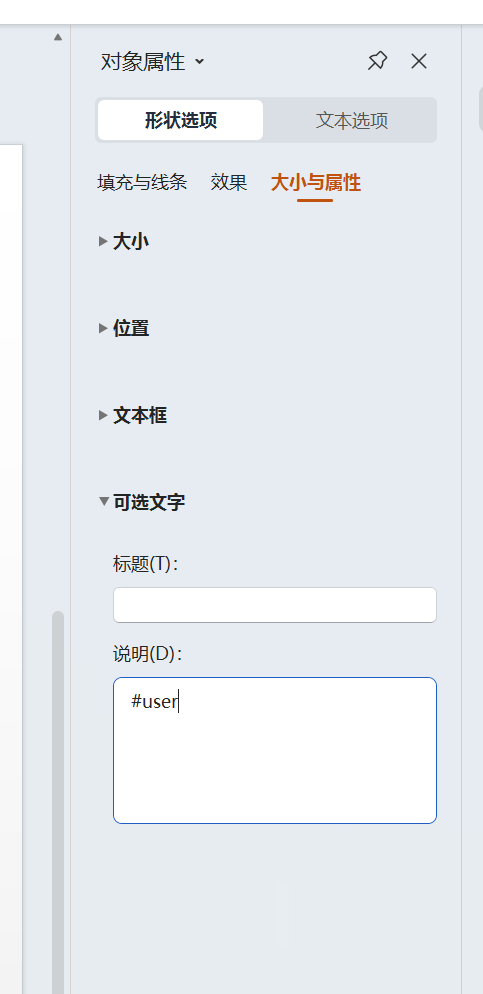 对象属性
形状选项 文本选项
填充与线条 效果 大小与属性
大小
位置
文本框
可选文字
标题(T)：
说明(D)：
#user